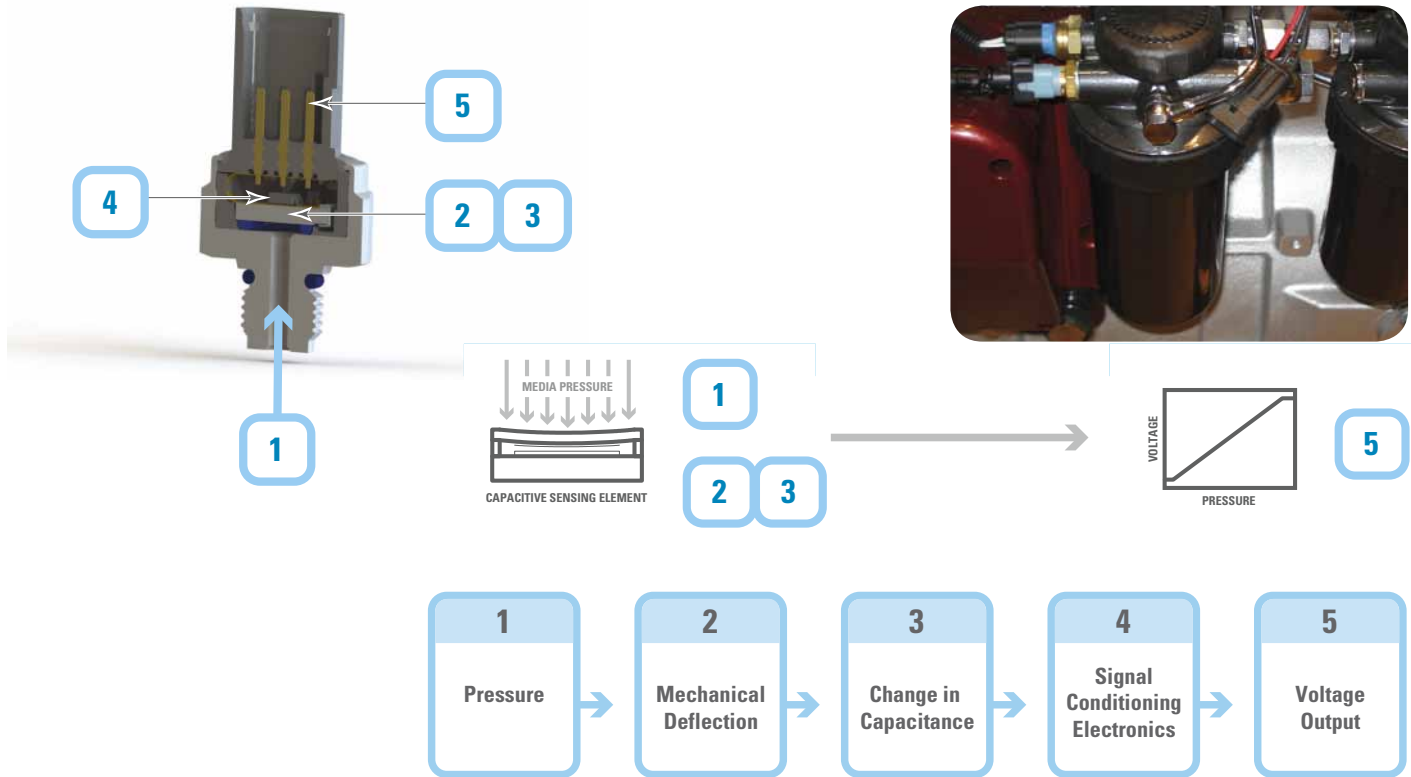 5
4
2 3
1
MEDIA PRESSURE
CAPACITIVE SENSING ELEMENT
1
2 3
VOLTAGE
PRESSURE
5
1
Pressure
2
Mechanical
Deflection
3
Change in
Capacitance
4
Signal
Conditioning
Electronics
5
Voltage
Output